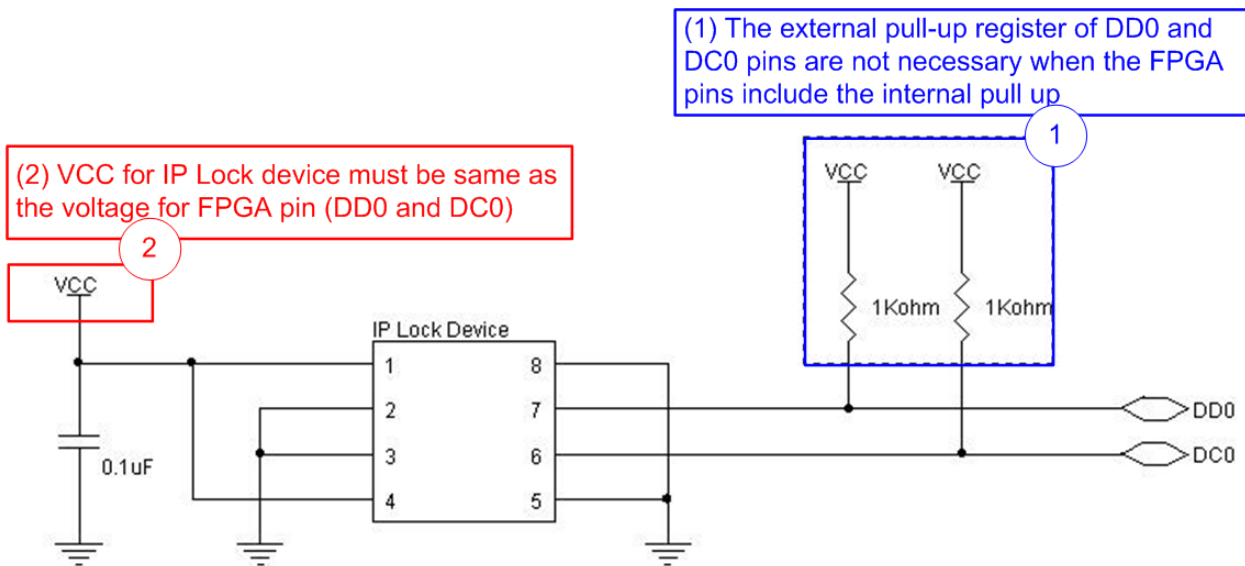 (1) The external pull-up register of DD0 and
DC0 pins are not necessary when the FPGA
pins include the internal pull up
1
(2) VCC for IP Lock device must be same as
the voltage for FPGA pin (DD0 and DC0)
2
VCC
VCC
VCC
1Kohm
1Kohm
IP Lock Device
1
8
2
7
DD0
3
6
DC0
0.1uF
4
5